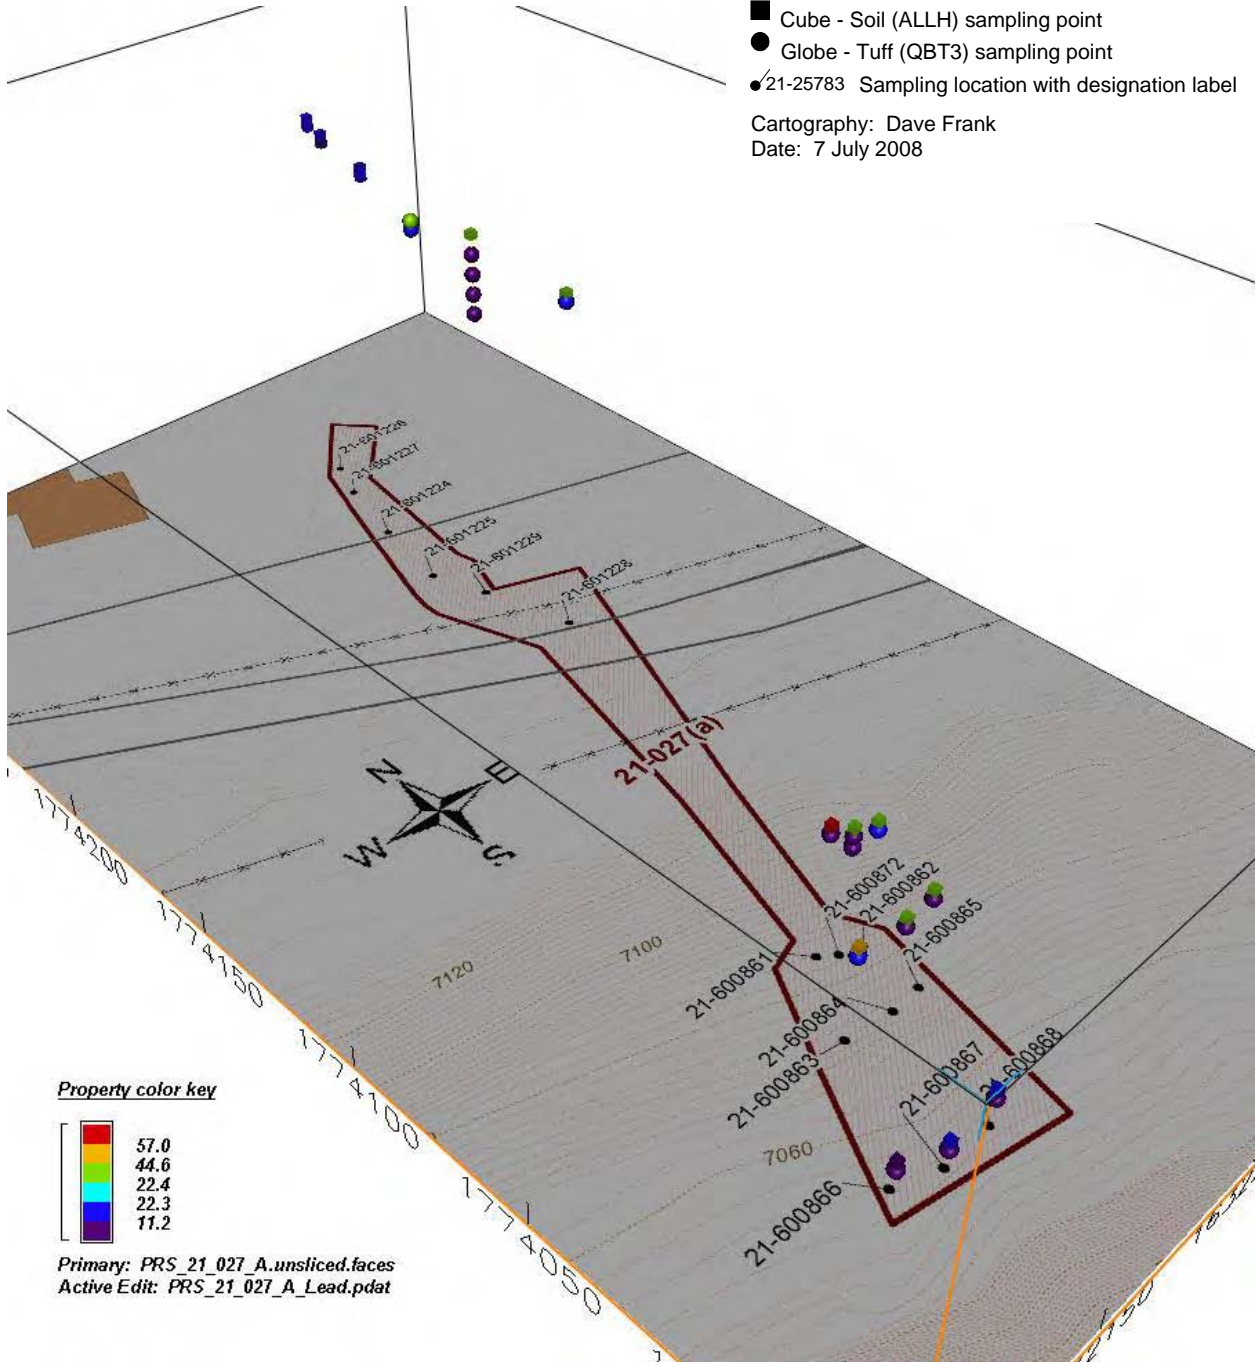 Cube - Soil (ALLH) sampling point
Globe - Tuff (QBT3) sampling point
21-25783 Sampling location with designation label
Cartography: Dave Frank
Date: 7 July 2008
21-601226
21-601227
21-601224
21-601225
21-601229
21-601228
21-027(a)
N
E
W
S
1774200
1774150
1774100
1774050
7120
7100
7060
21-600872
21-600862
21-600865
21-600861
21-600864
21-600863
21-600867
21-600868
21-600866
Property color key
57.0
44.6
22.4
22.3
11.2
Primary: PRS_21_027_A.unsliced.faces
Active Edit: PRS_21_027_A_Lead.pdat